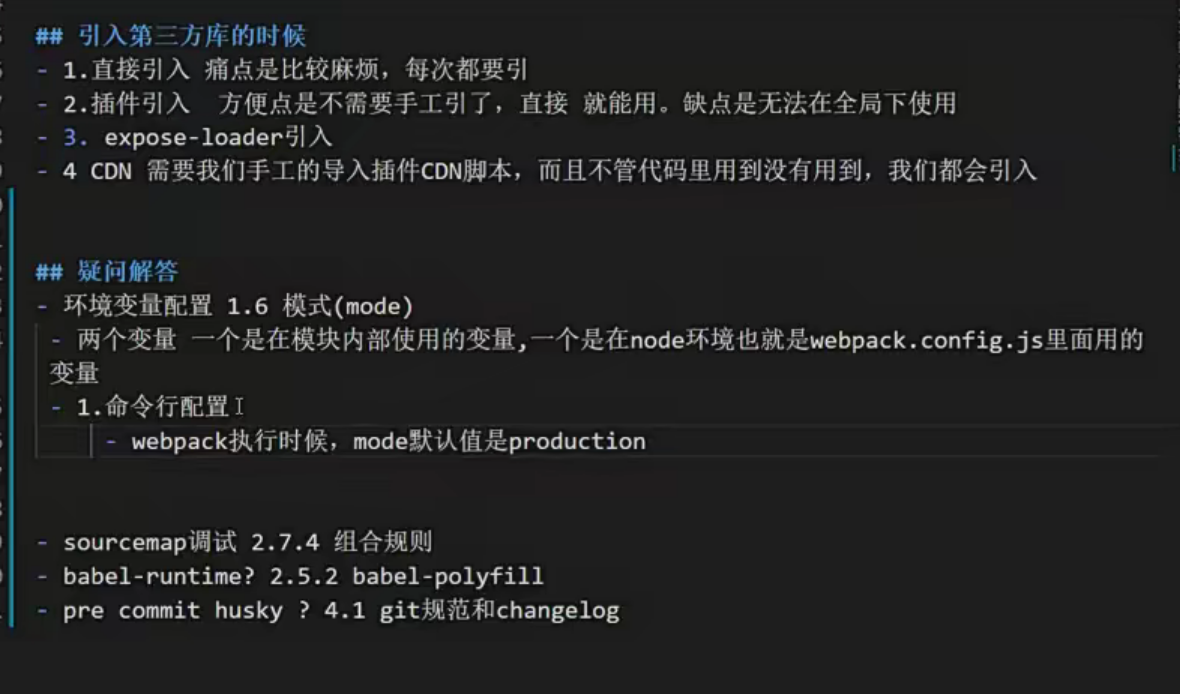 ## 引入第三方库的时候
- 1.直接引入 痛点是比较麻烦，每次都要引
- 2.插件引入  方便点是不需要手工引了，直接 就能用。缺点是无法在全局下使用
- 3. expose-loader引入
- 4 CDN 需要我们手工的导入插件CDN脚本，而且不管代码里用到没有用到，我们都会引入
## 疑问解答
- 环境变量配置 1.6 模式(mode)
- 两个变量 一个是在模块内部使用的变量,一个是在node环境也就是webpack.config.js里面用的
变量
- 1.命令行配置
- webpack执行时候，mode默认值是production
- sourcemap调试 2.7.4 组合规则
- babel-runtime? 2.5.2 babel-polyfill
- pre commit husky ? 4.1 git规范和changelog